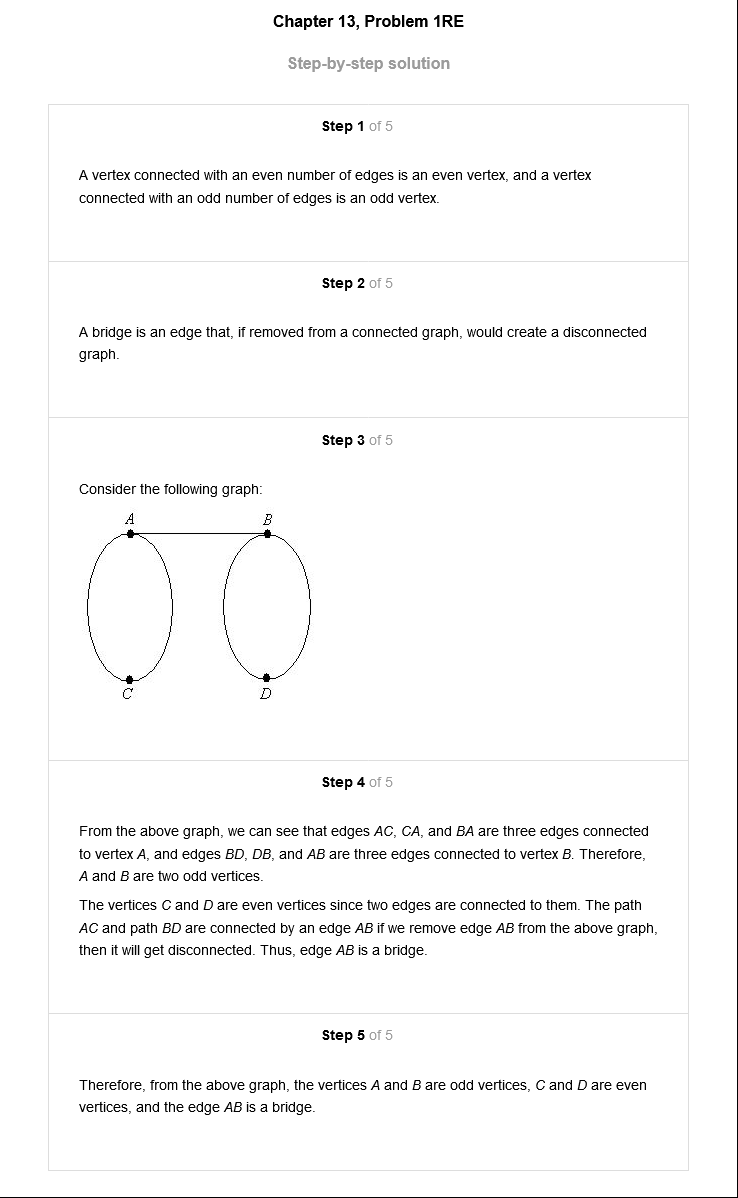 Chapter 13, Problem 1RE
Step-by-step solution
Step 1 of 5
A vertex connected with an even number of edges is an even vertex, and a vertex
connected with an odd number of edges is an odd vertex.
Step 2 of 5
A bridge is an edge that, if removed from a connected graph, would create a disconnected
graph.
Step 3 of 5
Consider the following graph:
A B
C D
Step 4 of 5
From the above graph, we can see that edges AC, CA, and BA are three edges connected
to vertex A, and edges BD, DB, and AB are three edges connected to vertex B. Therefore,
A and B are two odd vertices.
The vertices C and D are even vertices since two edges are connected to them. The path
AC and path BD are connected by an edge AB if we remove edge AB from the above graph,
then it will get disconnected. Thus, edge AB is a bridge.
Step 5 of 5
Therefore, from the above graph, the vertices A and B are odd vertices, C and D are even
vertices, and the edge AB is a bridge.